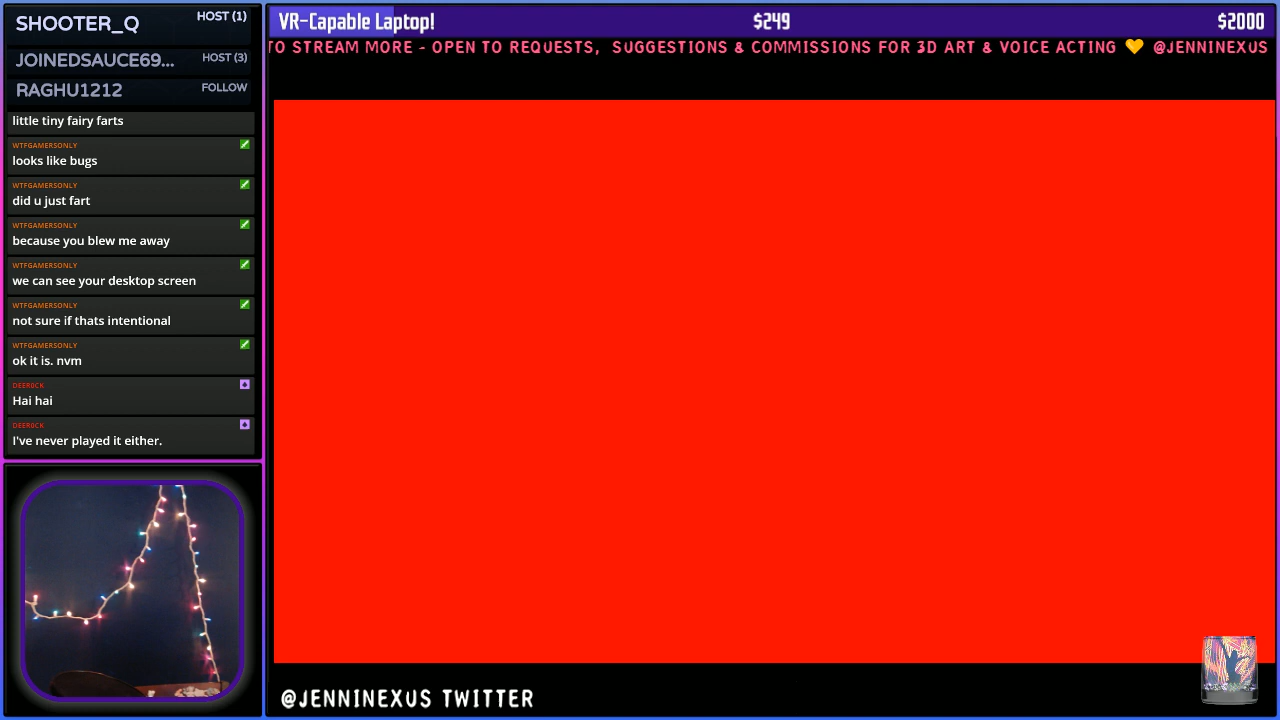 SHOOTER_Q HOST (1)
JOINEDSAUCE69... HOST (3)
RAGHU1212 FOLLOW
little tiny fairy farts
WTFGAMERSONLY
looks like bugs
WTFGAMERSONLY
did u just fart
WTFGAMERSONLY
because you blew me away
WTFGAMERSONLY
we can see your desktop screen
WTFGAMERSONLY
not sure if thats intentional
WTFGAMERSONLY
ok it is. nvm
DEER0CK
Hai hai
DEER0CK
I've never played it either.
VR-Capable Laptop! $249 $2000
TO STREAM MORE - OPEN TO REQUESTS, SUGGESTIONS & COMMISSIONS FOR 3D ART & VOICE ACTING 🧡 @JENNINEXUS
@JENNINEXUS TWITTER